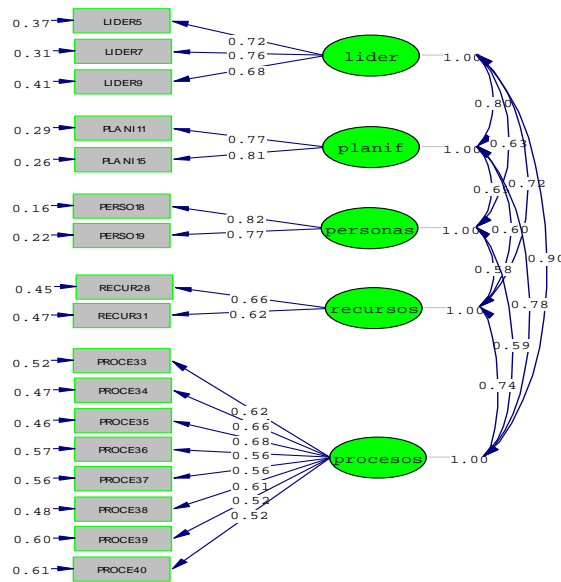 0.37 LIDER5
0.72
0.31 LIDER7
0.76
lider
1.00
0.41 LIDER9
0.68
0.80
0.29 PLANI11
0.77
0.63
planif
1.00
0.26 PLANI15
0.81
0.72
0.16 PERSO18
0.82
0.60
personas
1.00
0.22 PERSO19
0.77
0.90
0.58
0.45 RECUR28
0.66
0.78
recursos
1.00
0.47 RECUR31
0.62
0.59
0.52 PROCE33
0.74
0.62
0.47 PROCE34
0.66
0.46 PROCE35
0.68
0.57 PROCE36
0.56
procesos
1.00
0.56 PROCE37
0.56
0.48 PROCE38
0.61
0.60 PROCE39
0.52
0.61 PROCE40
0.52